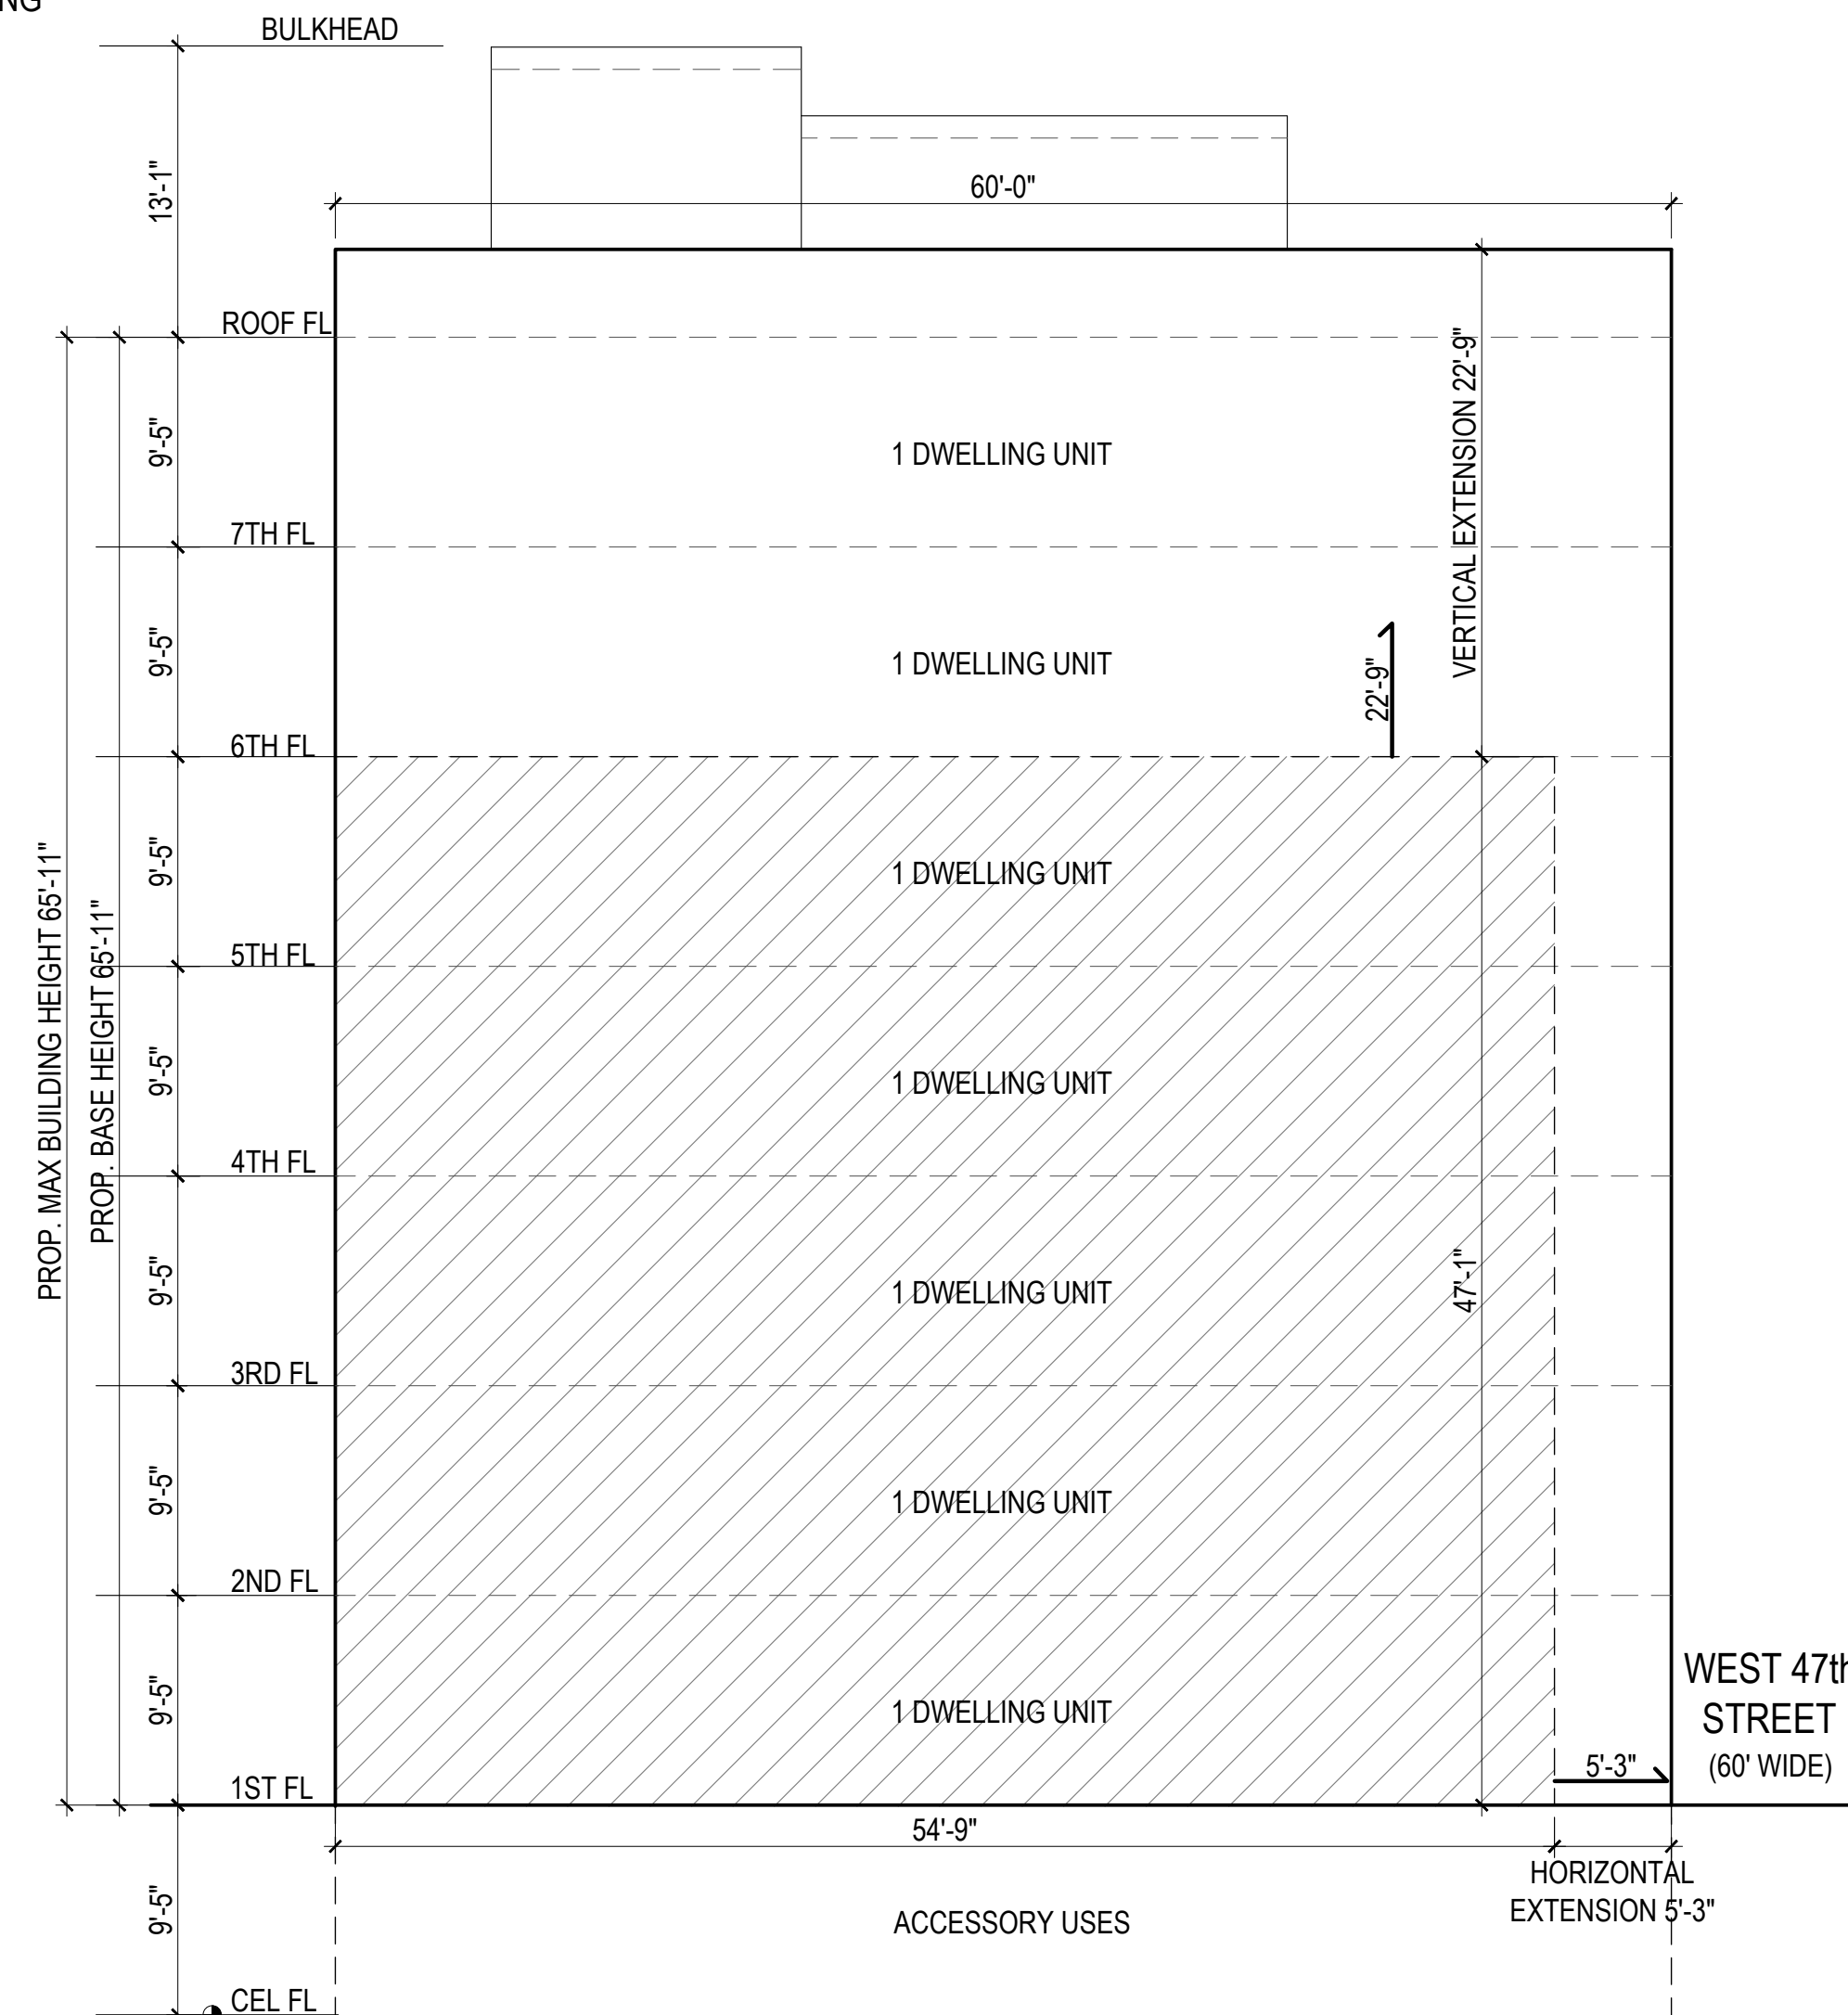 BULKHEAD
13'-1"
60'-0"
ROOF FL
VERTICAL EXTENSION 22'-9"
9'-5"
1 DWELLING UNIT
7TH FL
9'-5"
1 DWELLING UNIT
22'-9"
6TH FL
PROP. MAX BUILDING HEIGHT 65'-11"
PROP. BASE HEIGHT 65'-11"
9'-5"
1 DWELLING UNIT
5TH FL
9'-5"
1 DWELLING UNIT
4TH FL
9'-5"
1 DWELLING UNIT
47'-1"
3RD FL
9'-5"
1 DWELLING UNIT
2ND FL
9'-5"
1 DWELLING UNIT
WEST 47th
STREET
(60' WIDE)
5'-3"
1ST FL
54'-9"
HORIZONTAL
EXTENSION 5'-3"
9'-5"
ACCESSORY USES
CEL FL